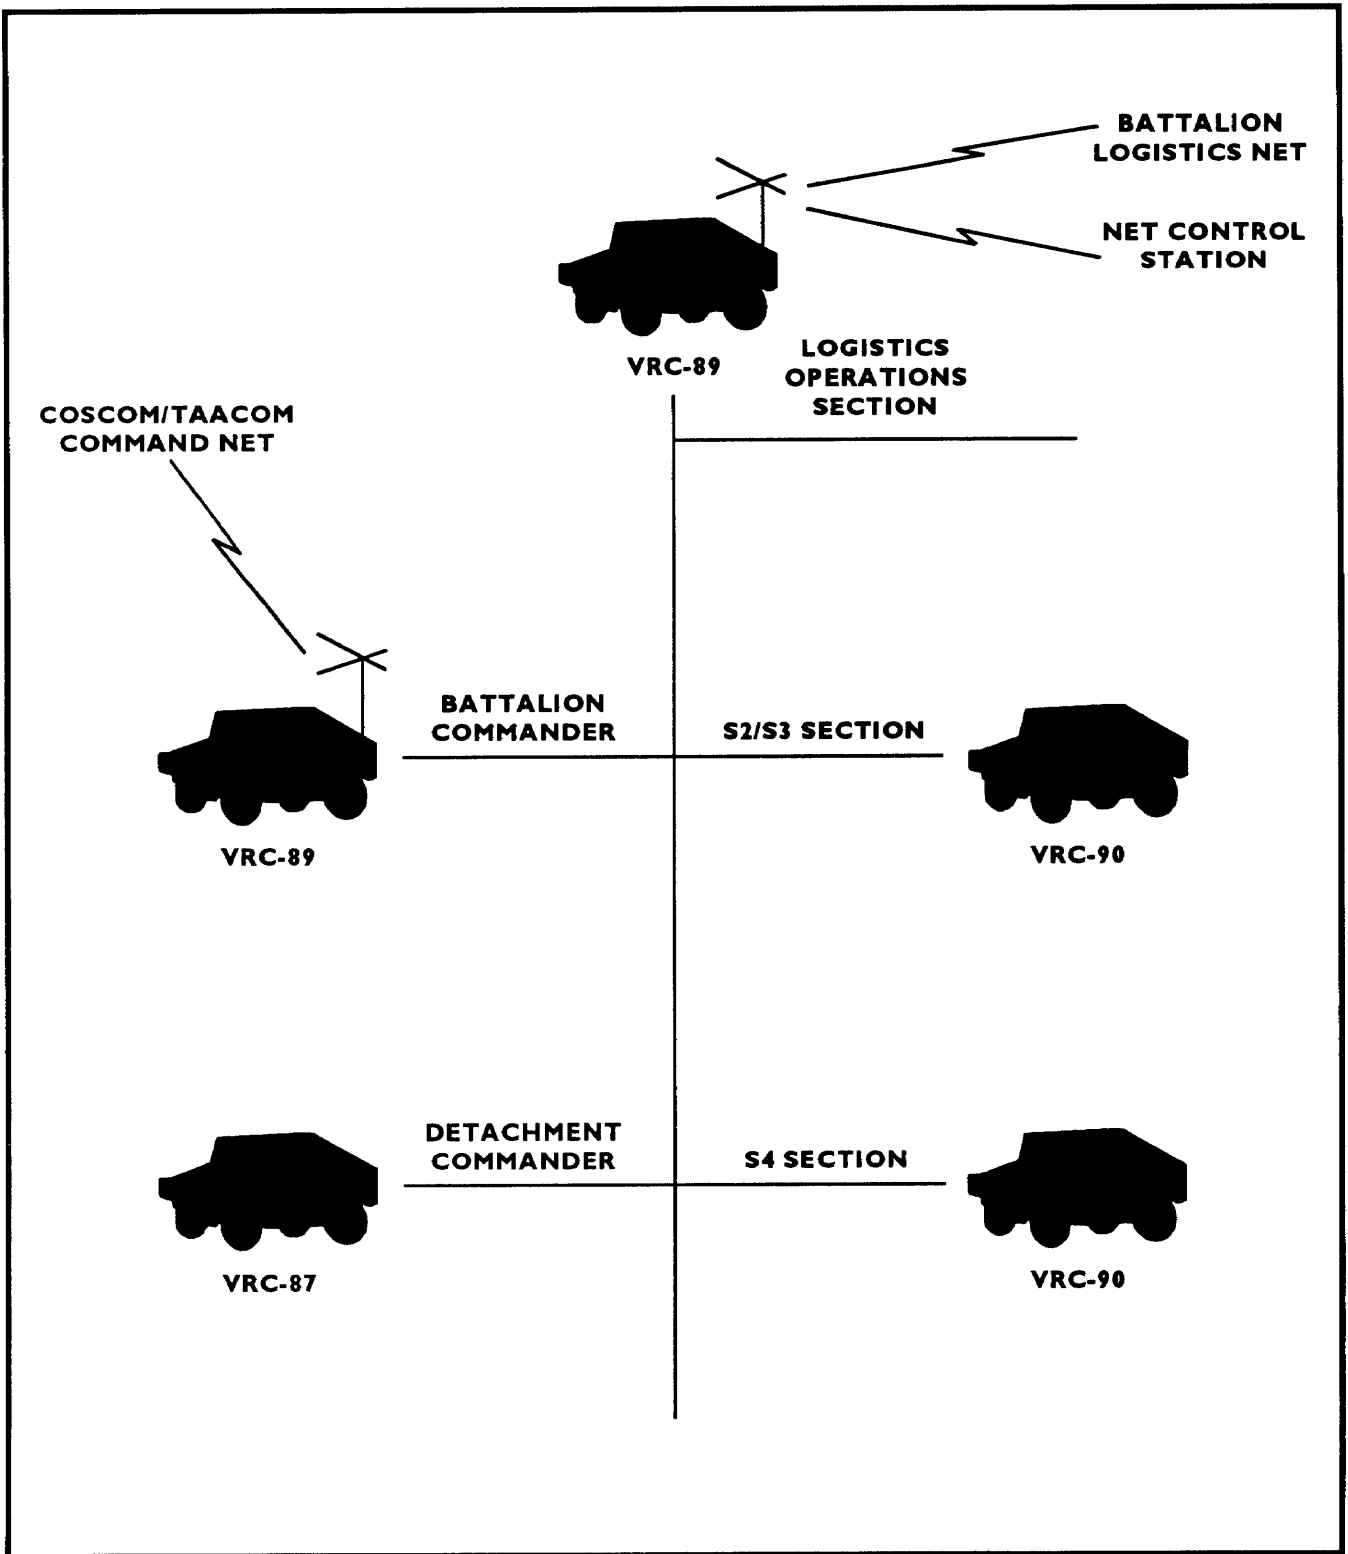 BATTALION
LOGISTICS NET
NET CONTROL
STATION
VRC-89
LOGISTICS
OPERATIONS
SECTION
COSCOM/TAACOM
COMMAND NET
BATTALION
COMMANDER
S2/S3 SECTION
VRC-89
VRC-90
DETACHMENT
COMMANDER
S4 SECTION
VRC-87
VRC-90